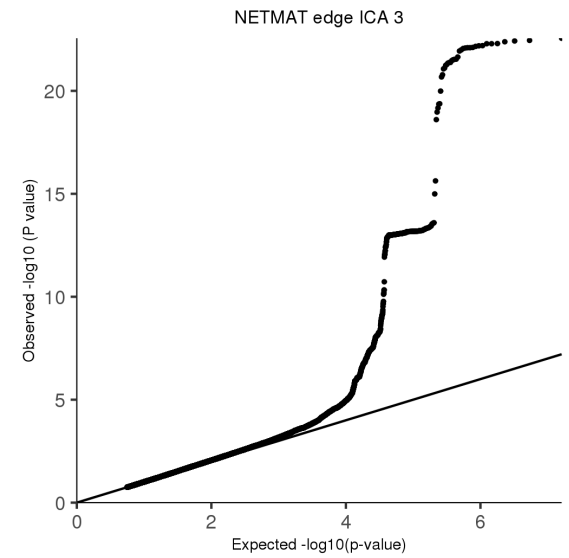 NETMAT edge ICA 3
Observed -log10 (P value)
20
15
10
5
0
0 2 4 6
Expected -log10(p-value)